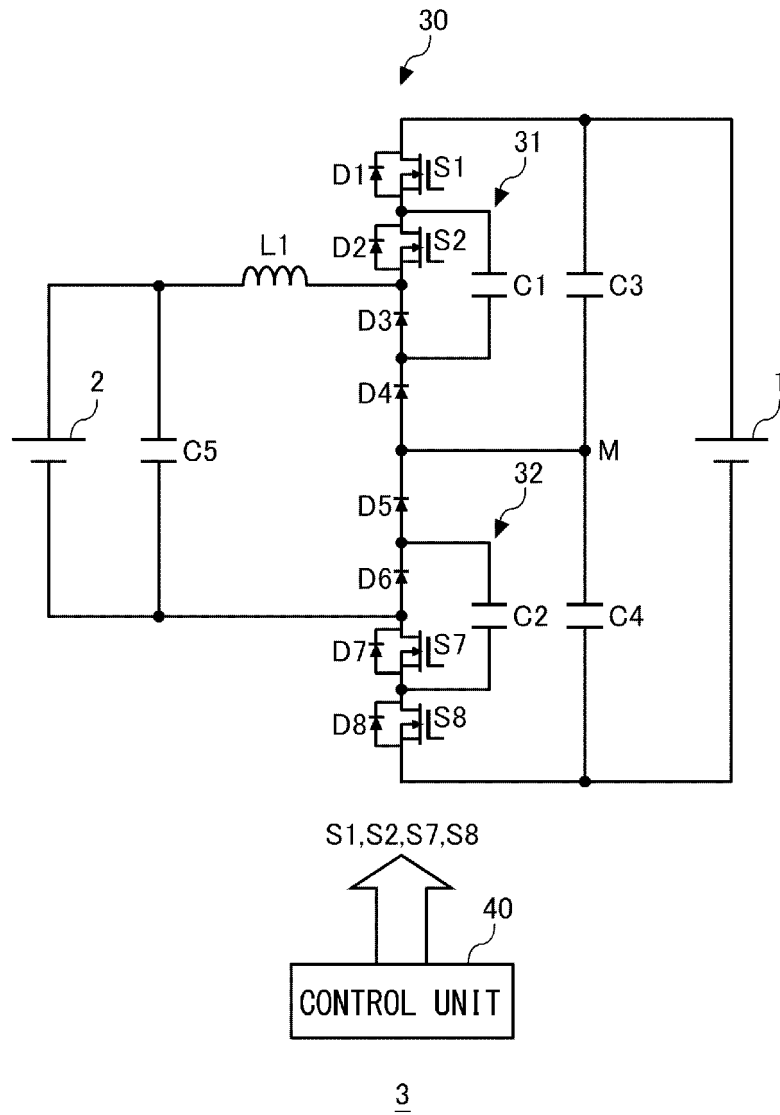 30
31
D1
S1
D2
S2
L1
C1
C3
D3
2
D4
1
C5
M
32
D5
D6
C2
C4
D7
S7
D8
S8
S1,S2,S7,S8
40
CONTROL UNIT
3